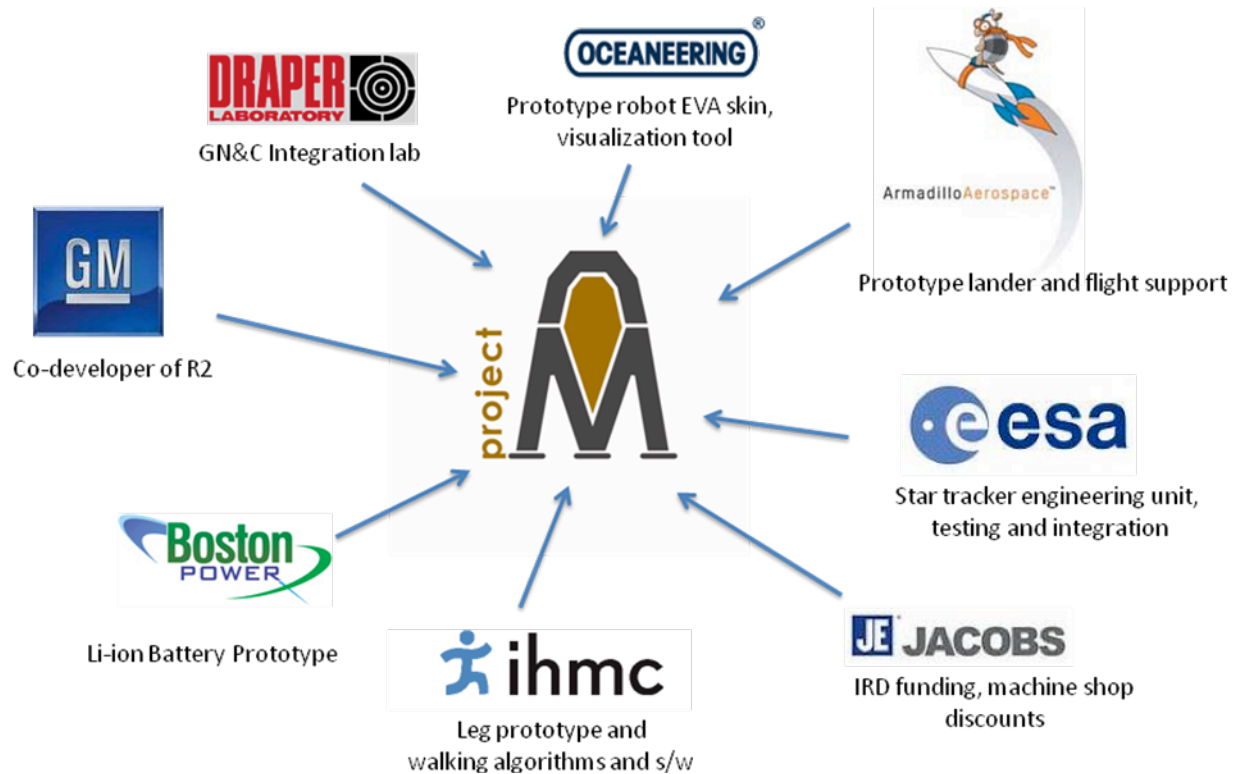 DRAPER
LABORATORY
GN&C Integration lab
OCEANEERING®
Prototype robot EVA skin,
visualization tool
ArmadilloAerospace™
Prototype lander and flight support
GM
Co-developer of R2
project
M
esa
Star tracker engineering unit,
testing and integration
Boston
POWER
Li-ion Battery Prototype
ihmc
Leg prototype and
walking algorithms and s/w
JE JACOBS
IRD funding, machine shop
discounts